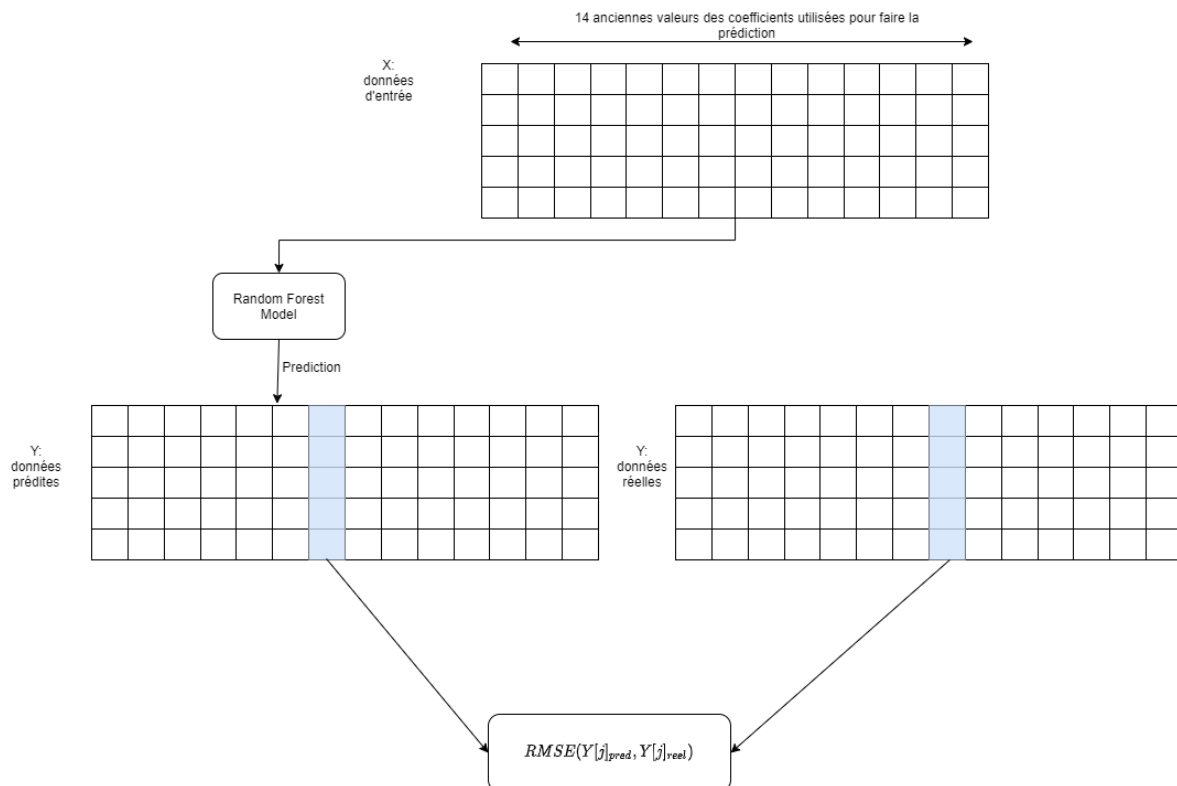 14 anciennes valeurs des coefficients utilisées pour faire la
prédiction
X:
données
d'entrée
Random Forest
Model
Prediction
Y:
données
prédites
Y:
données
réelles
RMSE(Y[j]pred, Y[j]reel)